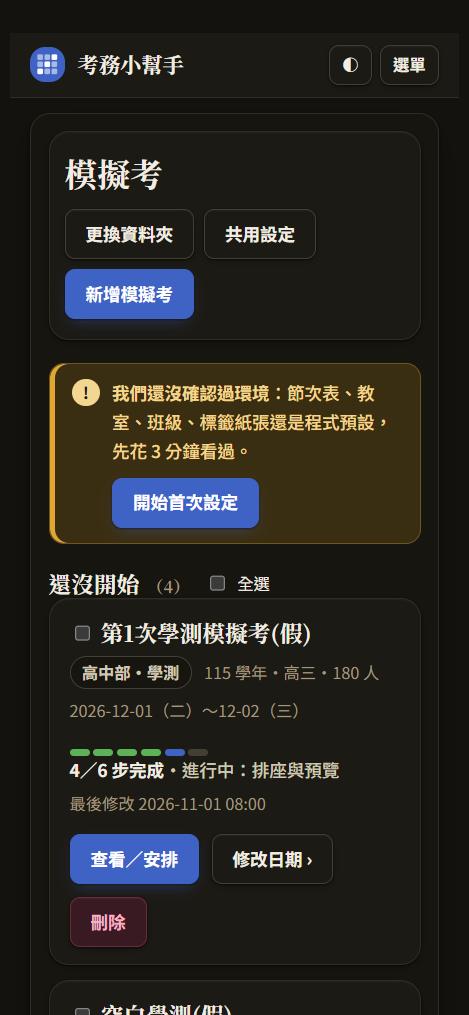 考務小幫手
選單
模擬考
更換資料夾
共用設定
新增模擬考
! 我們還沒確認過環境：節次表、教
室、班級、標籤紙張還是程式預設，
先花 3 分鐘看過。
開始首次設定
還沒開始 （4） 全選
第1次學測模擬考(假)
高中部・學測 115 學年・高三・180 人
2026-12-01（二）～12-02（三）
4／6 步完成・進行中：排座與預覽
最後修改 2026-11-01 08:00
查看／安排
修改日期 ›
刪除
空白學測(假)